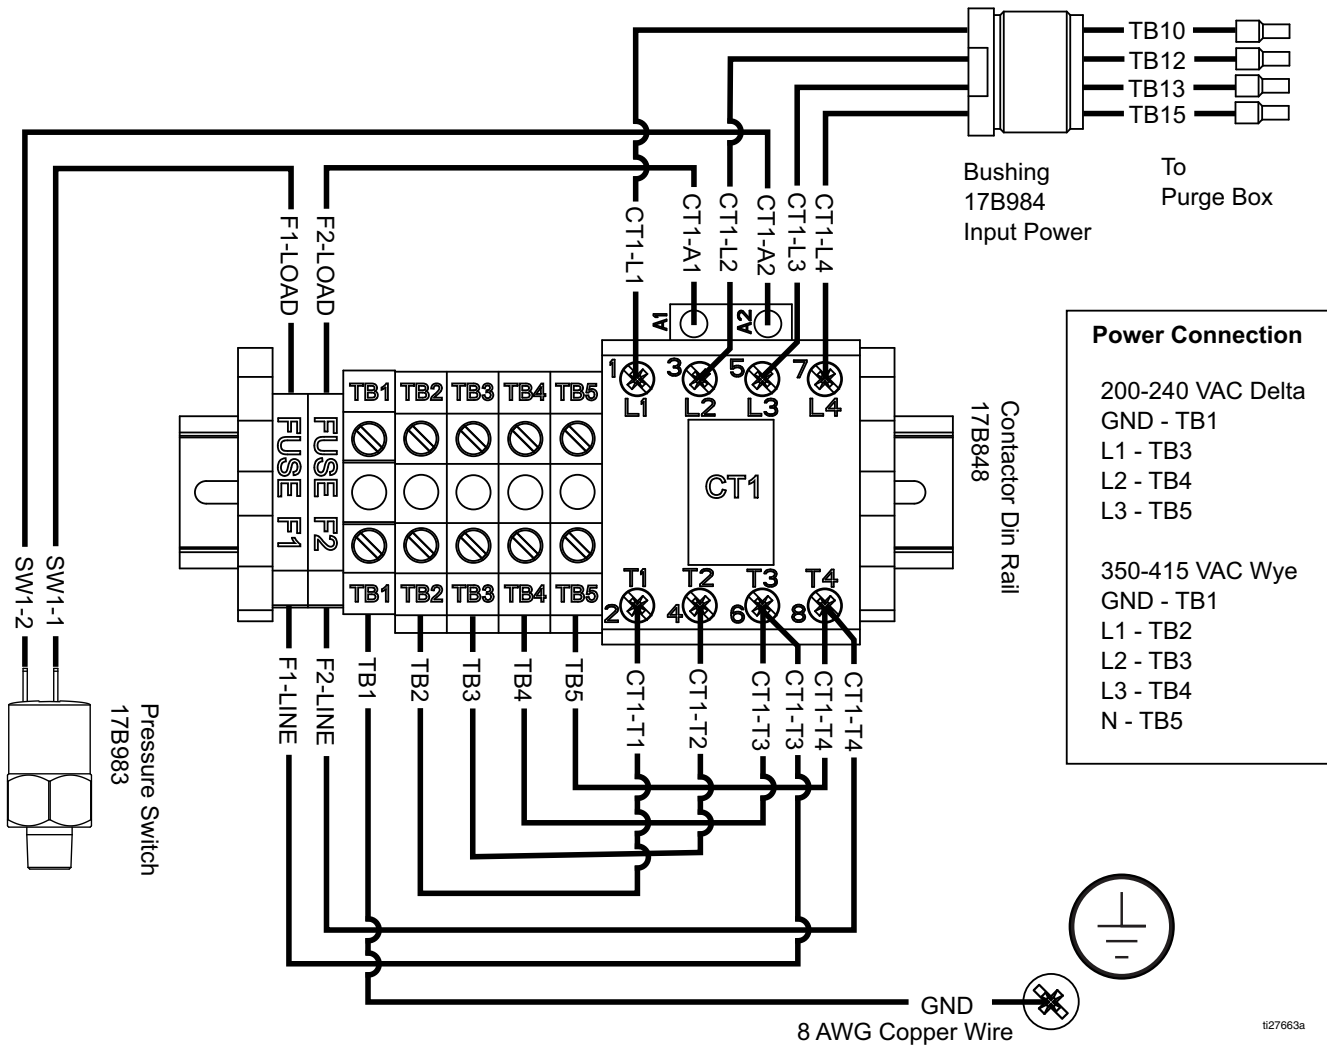 TB10
TB12
TB13
TB15
Bushing
17B984
Input Power
To
Purge Box
F1-LOAD
F2-LOAD
CT1-L1
CT1-A1
CT1-L2
CT1-A2
CT1-L3
CT1-L4
A1
A2
1
3
5
7
L1
L2
L3
L4
TB1
TB2
TB3
TB4
TB5
FUSE F1
FUSE F2
CT1
Contactor Din Rail
17B848
Power Connection
200-240 VAC Delta
GND - TB1
L1 - TB3
L2 - TB4
L3 - TB5
350-415 VAC Wye
GND - TB1
L1 - TB2
L2 - TB3
L3 - TB4
N - TB5
T1
T2
T3
T4
2
4
6
8
TB1
TB2
TB3
TB4
TB5
SW1-2
SW1-1
F1-LINE
F2-LINE
TB1
TB2
TB3
TB4
TB5
CT1-T1
CT1-T2
CT1-T3
CT1-T3
CT1-T4
CT1-T4
Pressure Switch
17B983
GND
8 AWG Copper Wire
ti27663a